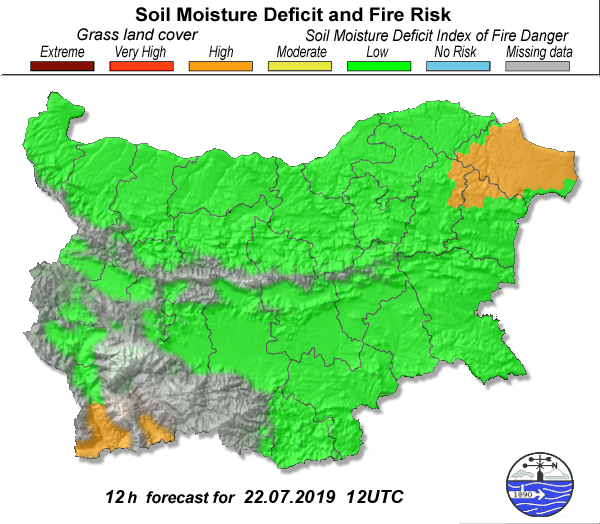 Soil Moisture Deficit and Fire Risk
Grass land cover Soil Moisture Deficit Index of Fire Danger
Extreme Very High High Moderate Low No Risk Missing data
12 h forecast for 22.07.2019 12UTC
N
1890